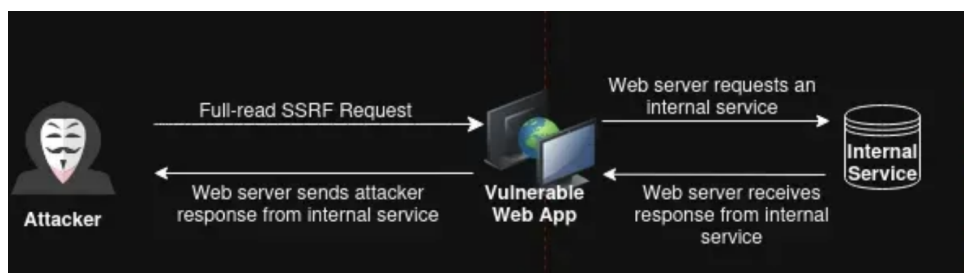 Full-read SSRF Request
Web server requests an
internal service
Attacker
Web server sends attacker
response from internal service
Vulnerable
Web App
Web server receives
response from internal
service
Internal
Service